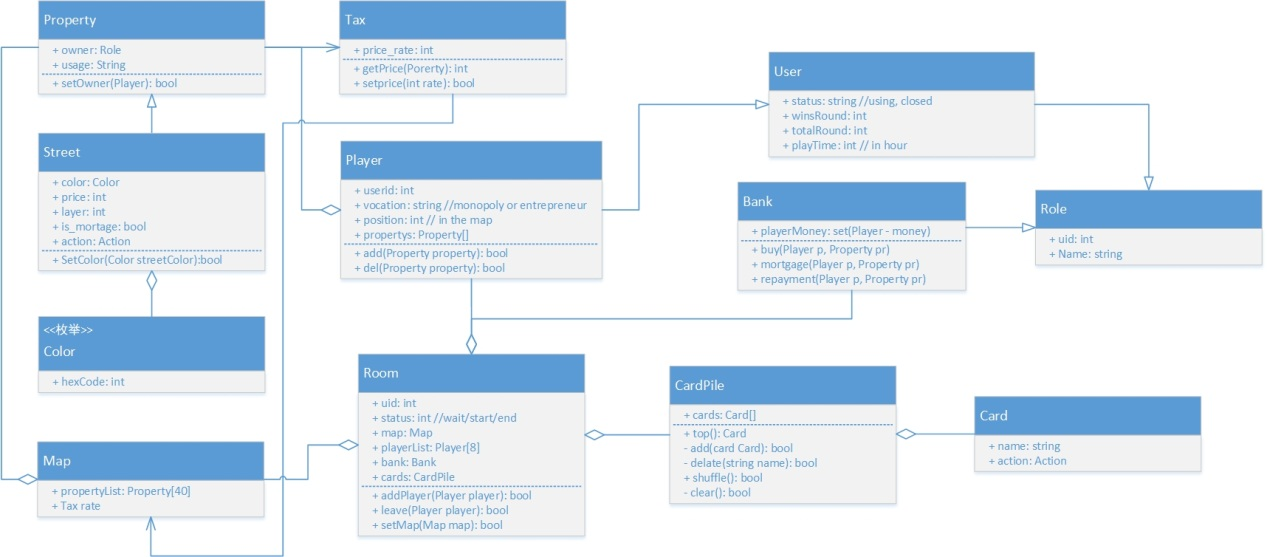 Property
+ owner: Role
+ usage: String
+ setOwner(Player): bool
Tax
+ price_rate: int
+ getPrice(Porerty): int
+ setprice(int rate): bool
User
+ status: string //using, closed
+ winsRound: int
+ totalRound: int
+ playTime: int // in hour
Street
+ color: Color
+ price: int
+ layer: int
+ is_mortage: bool
+ action: Action
+ SetColor(Color streetColor):bool
Player
+ userid: int
+ vocation: string //monopoly or entrepreneur
+ position: int // in the map
+ propertys: Property[]
+ add(Property property): bool
+ del(Property property): bool
Bank
+ playerMoney: set(Player - money)
+ buy(Player p, Property pr)
+ mortgage(Player p, Property pr)
+ repayment(Player p, Property pr)
Role
+ uid: int
+ Name: string
<<枚举>>
Color
+ hexCode: int
Room
+ uid: int
+ status: int //wait/start/end
+ map: Map
+ playerList: Player[8]
+ bank: Bank
+ cards: CardPile
+ addPlayer(Player player): bool
+ leave(Player player): bool
+ setMap(Map map): bool
CardPile
+ cards: Card[]
+ top(): Card
- add(card Card): bool
- delate(string name): bool
+ shuffle(): bool
- clear(): bool
Card
+ name: string
+ action: Action
Map
+ propertyList: Property[40]
+ Tax rate